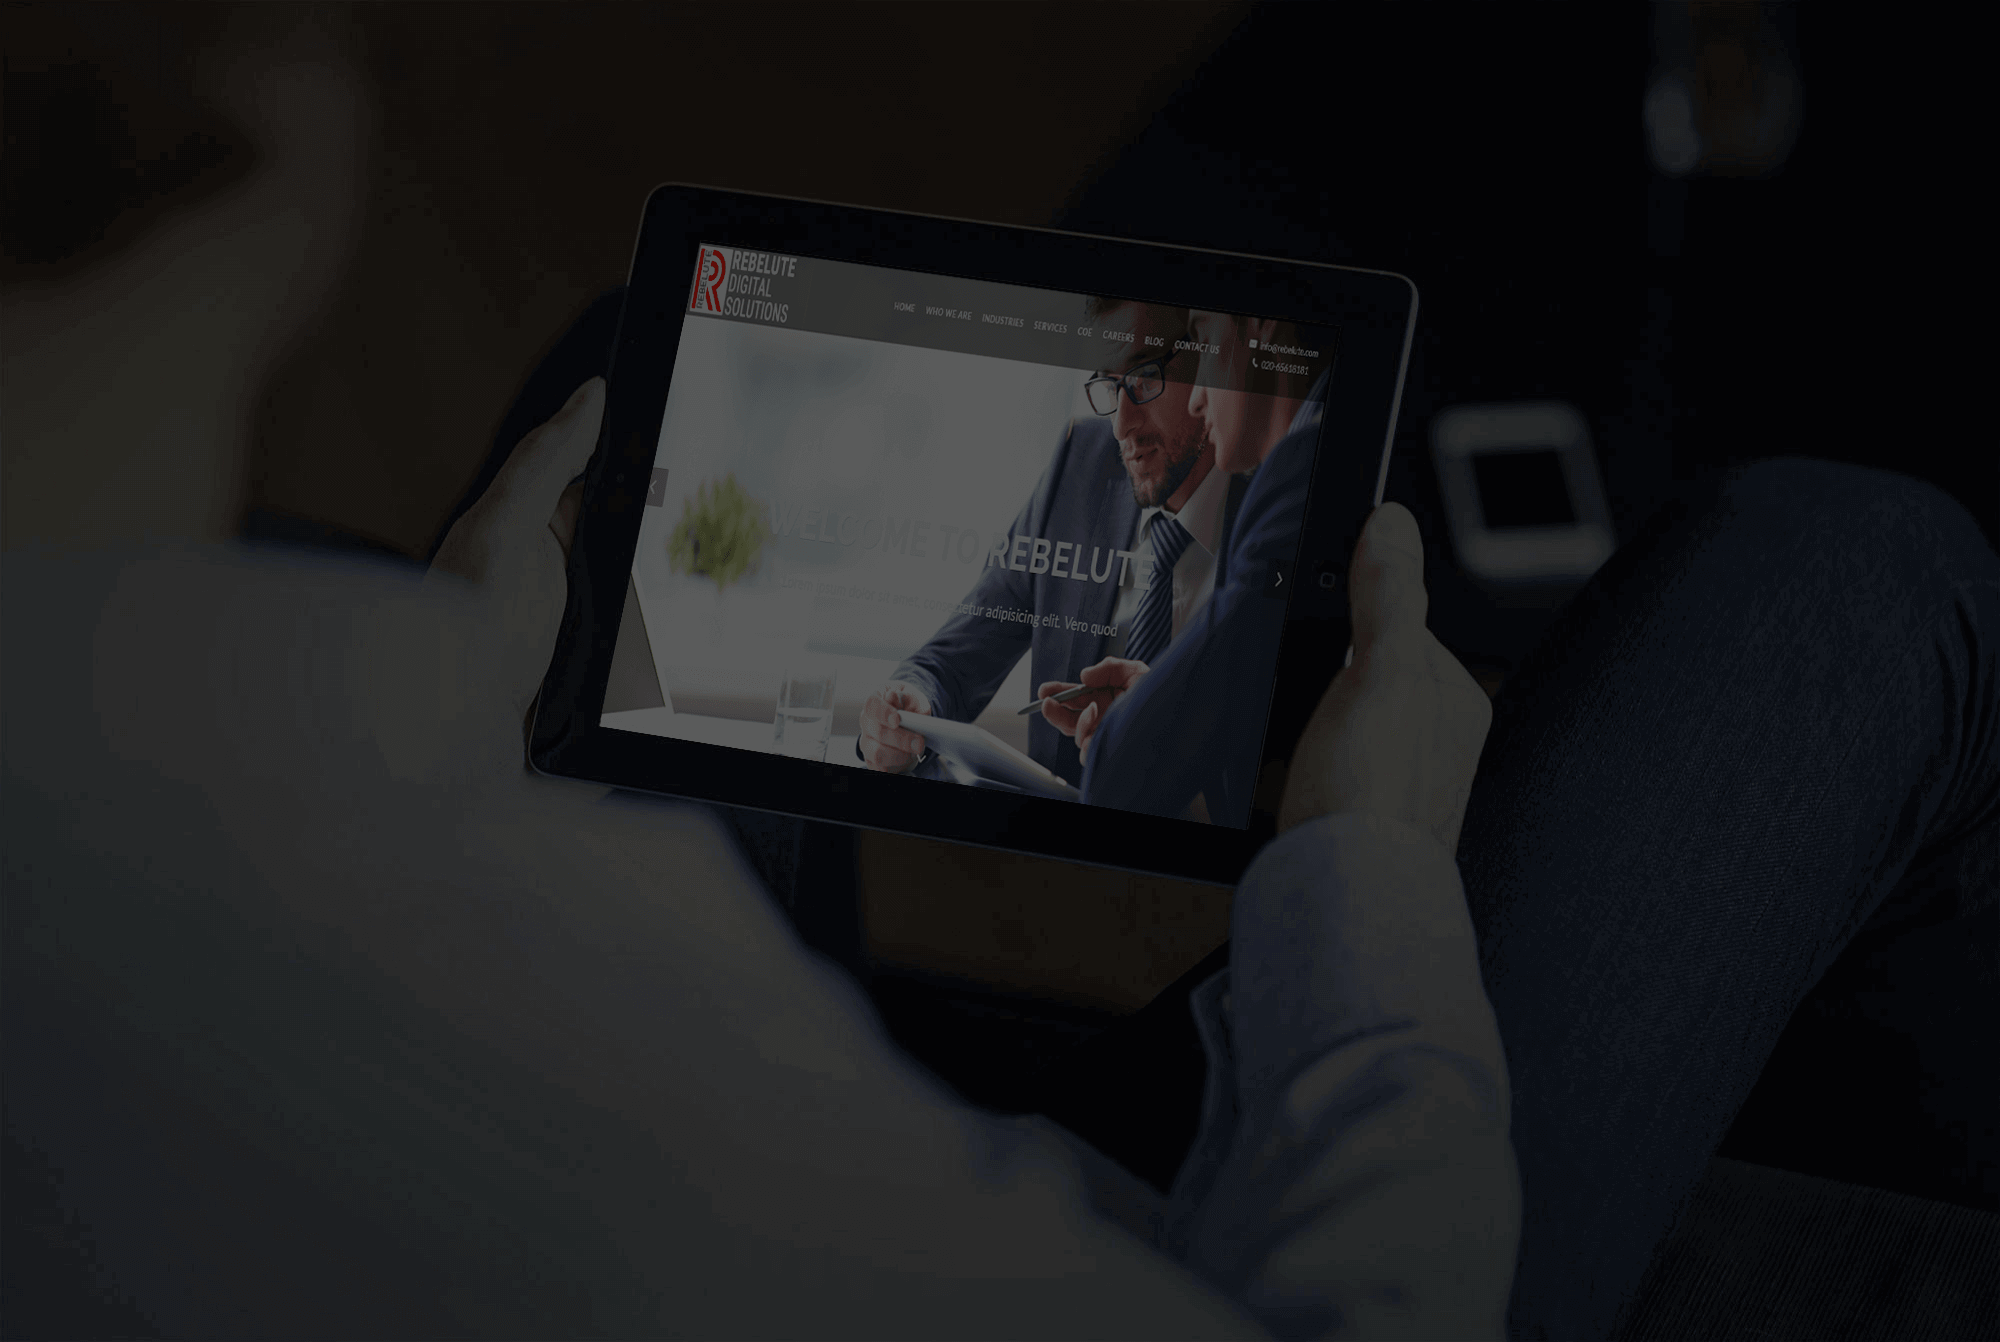 REBELUTE
REBELUTE
DIGITAL
SOLUTIONS
HOME WHO WE ARE INDUSTRIES SERVICES COE CAREERS BLOG CONTACT US
info@rebelute.com
020-65618181
WELCOME TO REBELUTE
Lorem ipsum dolor sit amet, consectetur adipisicing elit. Vero quod